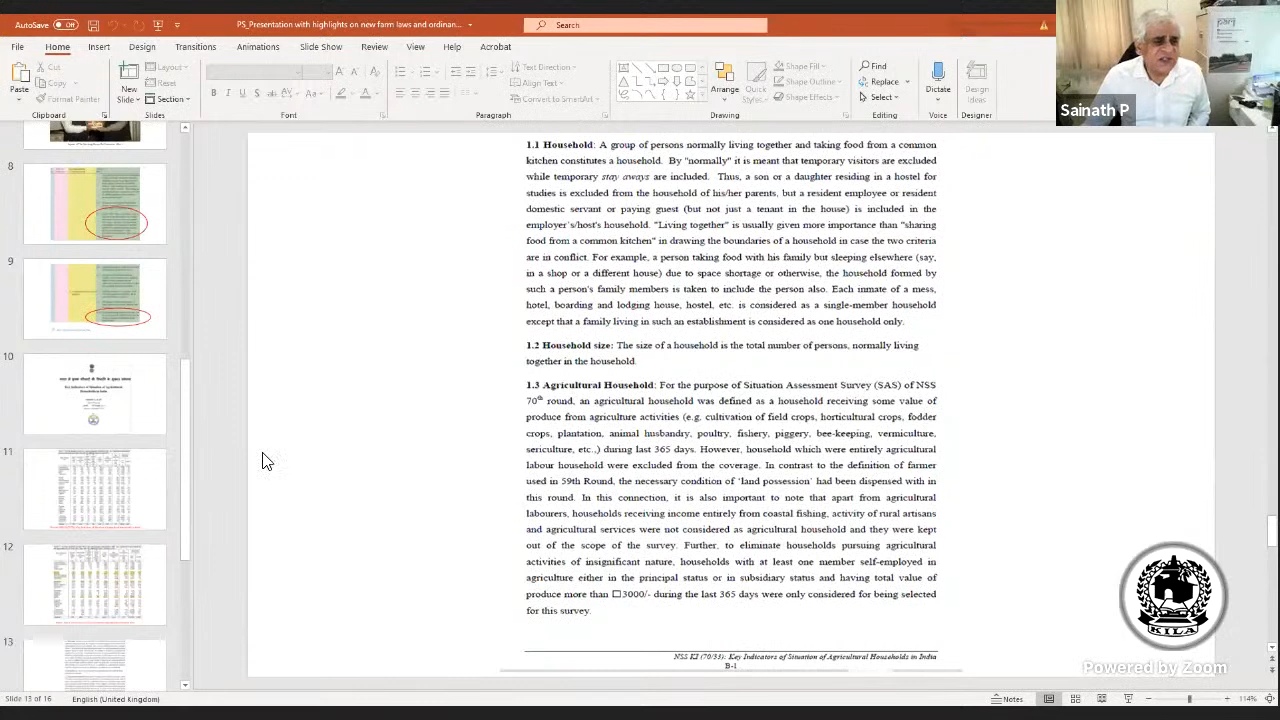 AutoSave Off
PS_Presentation with highlights on new farm laws and ordinan...
Search
File Home Insert Design Transitions Animations Slide Show Review View Help Acrobat
Paste
Cut
Copy
Format Painter
Clipboard
New Slide
Layout
Reset
Section
Slides
Font
Text Direction
Align Text
Convert to SmartArt
Paragraph
Arrange
Quick Styles
Shape Fill
Shape Outline
Shape Effects
Drawing
Find
Replace
Select
Editing
Dictate
Voice
Design Ideas
Designer
Sainath P
9
10
11
12
13
1.1 Household: A group of persons normally living together and taking food from a common
kitchen constitutes a household. By "normally" it is meant that temporary visitors are excluded
while temporary stay aways are included. Thus, a son or a daughter residing in a hostel for
studies is excluded from the household of his/her parents, but a resident employee or resident
domestic servant or paying guest (but not just a tenant in the house) is included in the
employer's/host's household. "Living together" is usually given more importance than "sharing
food from a common kitchen" in drawing the boundaries of a household in case the two criteria
are in conflict. For example, a person taking food with his family but sleeping elsewhere (say,
in a shop or a different house) due to space shortage or otherwise, the household formed by
such a person's family members is taken to include the person also. Each inmate of a mess,
hotel, boarding and lodging house, hostel, etc. is considered as a single-member household
except that a family living in such an establishment is considered as one household only.
1.2 Household size: The size of a household is the total number of persons, normally living
together in the household.
1.3 Agricultural Household: For the purpose of Situation Assessment Survey (SAS) of NSS
70th round, an agricultural household was defined as a household receiving some value of
produce from agriculture activities (e.g. cultivation of field crops, horticultural crops, fodder
crops, plantation, animal husbandry, poultry, fishery, piggery, bee-keeping, vermiculture,
sericulture, etc.,) during last 365 days. However, household which were entirely agricultural
labour household were excluded from the coverage. In contrast to the definition of farmer
used in 59th Round, the necessary condition of 'land possession' had been dispensed with in
this round. In this connection, it is also important to note that apart from agricultural
labourers, households receiving income entirely from coastal fishing, activity of rural artisans
and agricultural services were not considered as agricultural household and they were kept
out of the scope of the survey. Further, to eliminate households pursuing agricultural
activities of insignificant nature, households with at least one member self-employed in
agriculture either in the principal status or in subsidiary status and having total value of
produce more than □3000/- during the last 365 days were only considered for being selected
for this survey.
NSS KI (70/33): Key Indicators of Situation of Agricultural Households in India
B-1
KILA
Powered by Zoom
Slide 13 of 16 English (United Kingdom)
Notes
114%